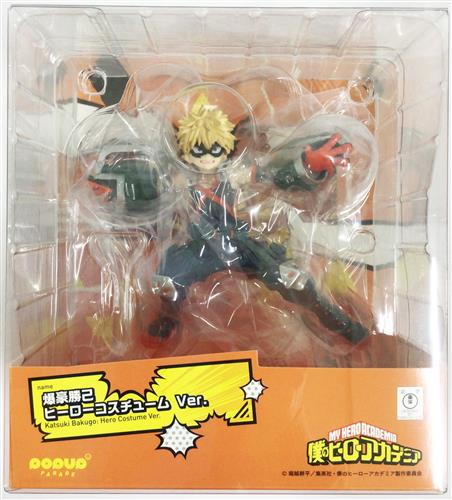 name
爆豪勝己
ヒーローコスチューム Ver.
Katsuki Bakugo: Hero Costume Ver.
POPUP
PARADE
MY HERO ACADEMIA
僕のヒーローアカデミア
© 堀越耕平／集英社・僕のヒーローアカデミア製作委員会